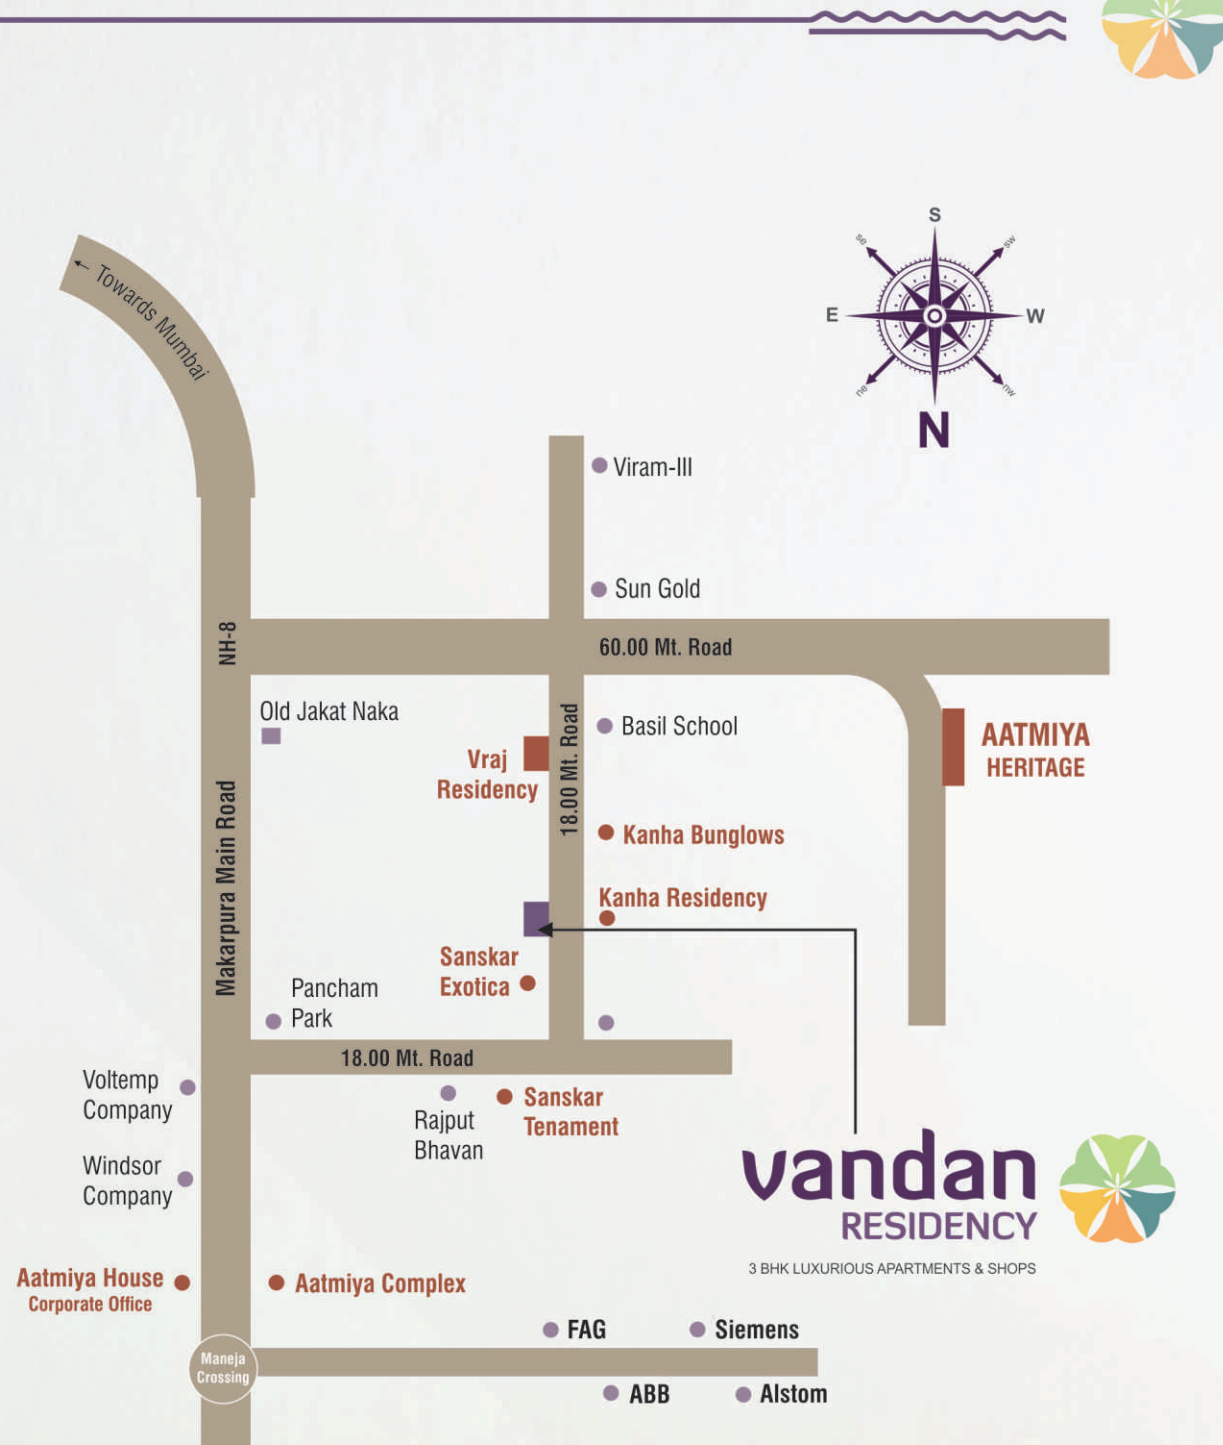 S
se
sw
E
W
ne
nw
N
← Towards Mumbai
Viram-III
Sun Gold
NH-8
60.00 Mt. Road
Old Jakat Naka
18.00 Mt. Road
Basil School
Vraj
Residency
AATMIYA
HERITAGE
Makarpura Main Road
Kanha Bunglows
Kanha Residency
Sanskar
Exotica
Pancham
Park
18.00 Mt. Road
Voltemp
Company
Rajput
Bhavan
Sanskar
Tenament
Windsor
Company
vandan
RESIDENCY
3 BHK LUXURIOUS APARTMENTS & SHOPS
Aatmiya House
Corporate Office
Aatmiya Complex
FAG
Siemens
Maneja
Crossing
ABB
Alstom